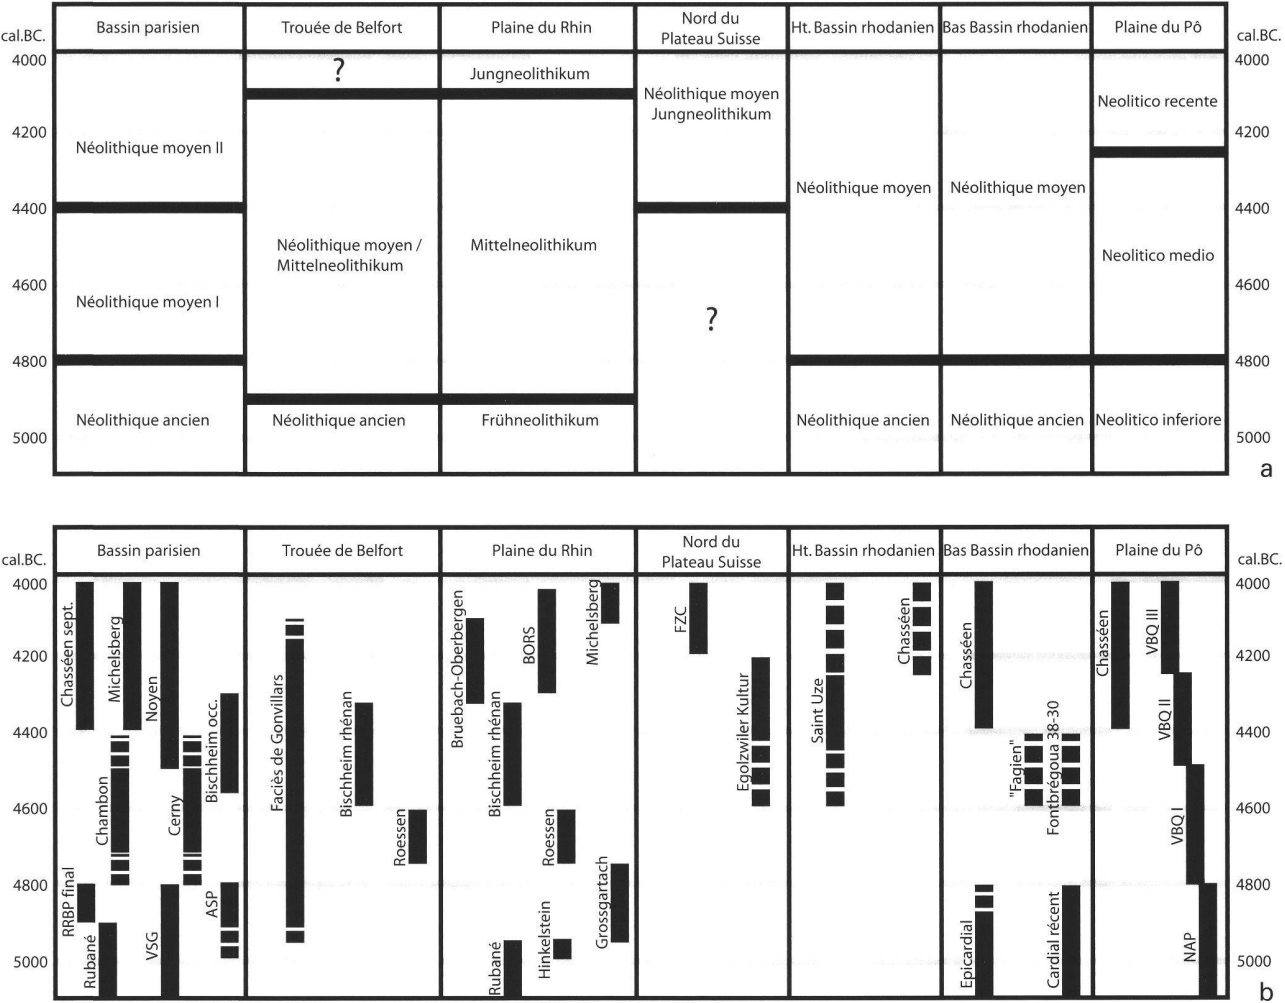 cal.BC. Bassin parisien Trouée de Belfort Plaine du Rhin Nord du Plateau Suisse Ht. Bassin rhodanien Bas Bassin rhodanien Plaine du Pô cal.BC.
4000 ? Jungneolithikum 4000
Néolithique moyen Jungneolithikum
Neolitico recente
4200 4200
Néolithique moyen II
Néolithique moyen Néolithique moyen
4400 4400
Néolithique moyen / Mittelneolithikum
Mittelneolithikum
Neolitico medio
4600 4600
Néolithique moyen I
?
4800 4800
Néolithique ancien Néolithique ancien Frühneolithikum Néolithique ancien Néolithique ancien Neolitico inferiore
5000 5000
a
cal.BC. Bassin parisien Trouée de Belfort Plaine du Rhin Nord du Plateau Suisse Ht. Bassin rhodanien Bas Bassin rhodanien Plaine du Pô cal.BC.
4000 4000
4200 4200
4400 4400
4600 4600
4800 4800
5000 5000
Chasséen sept.
Michelsberg
Noyen
Bischheim occ.
Chambon
Cerny
RRBP final
Rubané
VSG
ASP
Faciès de Gonvillars
Bischheim rhénan
Roessen
Bruebach-Oberbergen
BORS
Michelsberg
Bischheim rhénan
Roessen
Grossgartach
Hinkelstein
Rubané
FZC
Egolzwiler Kultur
Saint Uze
Chasséen
Chasséen
"Fagien"
Fontbrégoua 38-30
Epicardial
Cardial récent
Chasséen
VBQ III
VBQ II
VBQ I
NAP
b